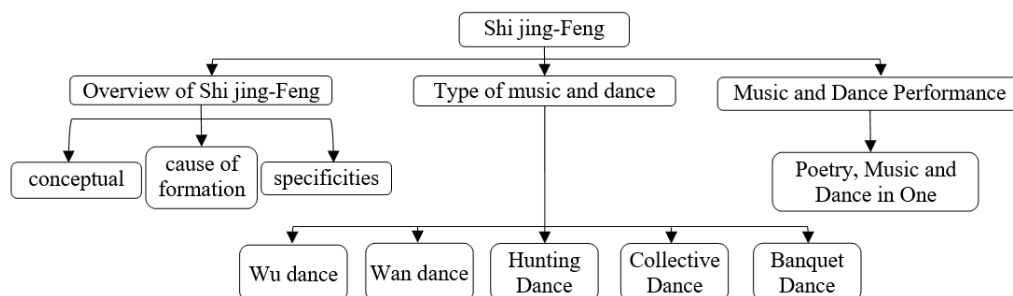 Shi jing-Feng
Overview of Shi jing-Feng
Type of music and dance
Music and Dance Performance
conceptual
cause of
formation
specificities
Poetry, Music and
Dance in One
Wu dance
Wan dance
Hunting
Dance
Collective
Dance
Banquet
Dance